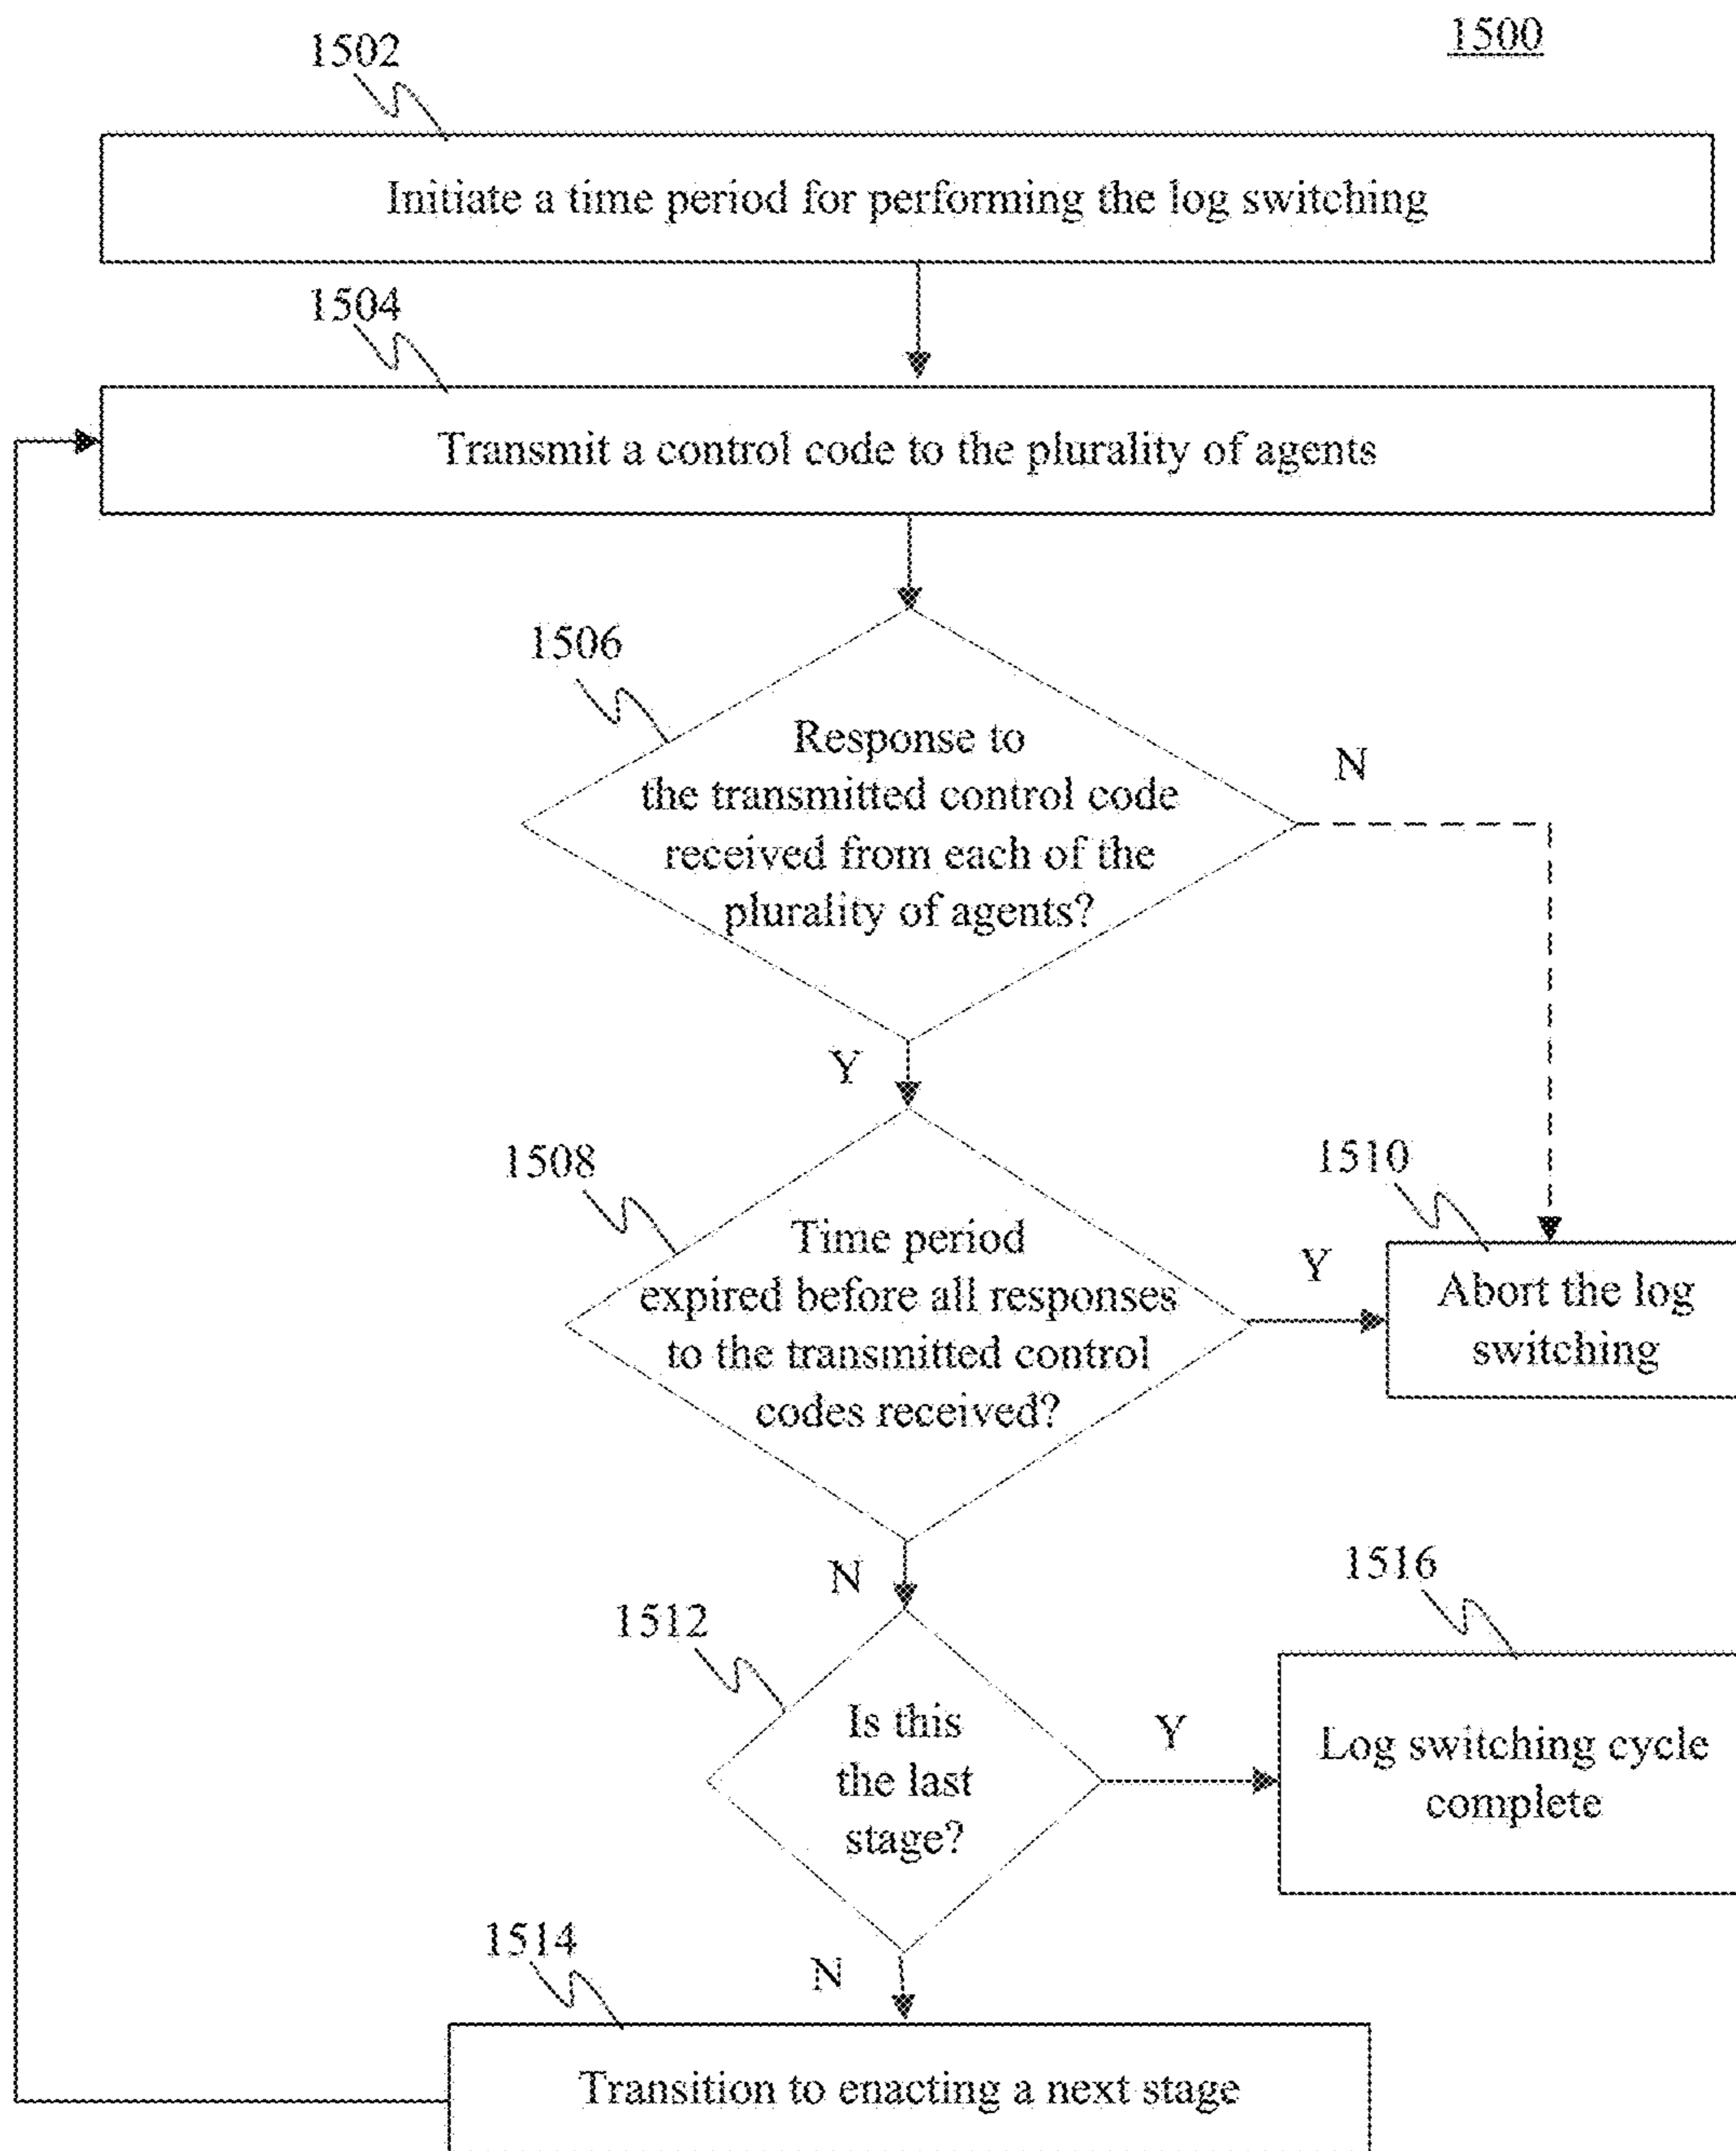 1500
1502
Initiate a time period for performing the log switching
1504
Transmit a control code to the plurality of agents
1506
Response to
the transmitted control code
received from each of the
plurality of agents?
N
Y
1508
Time period
expired before all responses
to the transmitted control
codes received?
Y
1510
Abort the log
switching
N
1512
Is this
the last
stage?
Y
1516
Log switching cycle
complete
N
1514
Transition to enacting a next stage